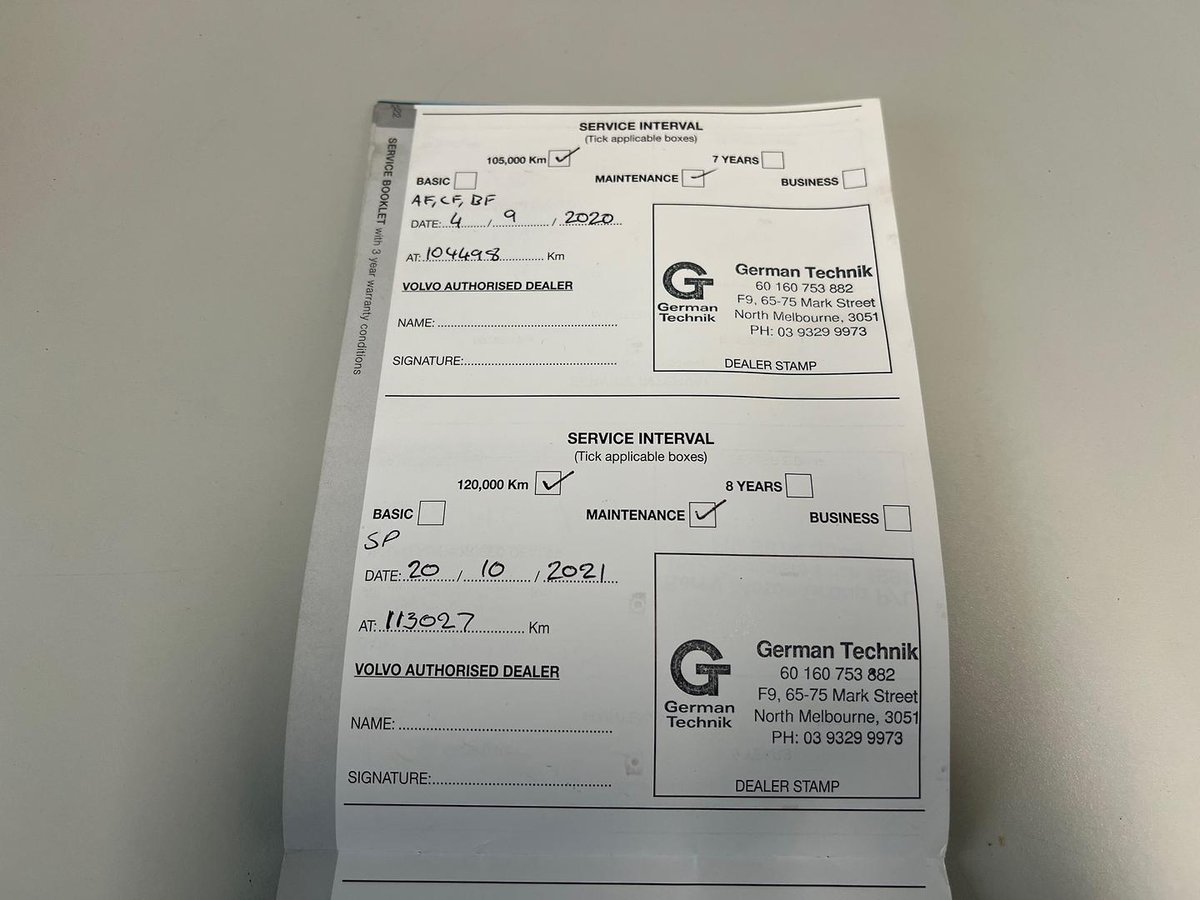 SERVICE BOOKLET with 3 year warranty conditions
SERVICE INTERVAL
(Tick applicable boxes)
105,000 Km
7 YEARS
BASIC
MAINTENANCE
BUSINESS
AF, CF, BF
DATE: 4 / 9 / 2020
AT: 104498 Km
VOLVO AUTHORISED DEALER
NAME:
SIGNATURE:
G
German
Technik
German Technik
60 160 753 882
F9, 65-75 Mark Street
North Melbourne, 3051
PH: 03 9329 9973
DEALER STAMP
SERVICE INTERVAL
(Tick applicable boxes)
120,000 Km
8 YEARS
BASIC
MAINTENANCE
BUSINESS
SP
DATE: 20 / 10 / 2021
AT: 113027 Km
VOLVO AUTHORISED DEALER
NAME:
SIGNATURE:
G
German
Technik
German Technik
60 160 753 882
F9, 65-75 Mark Street
North Melbourne, 3051
PH: 03 9329 9973
DEALER STAMP